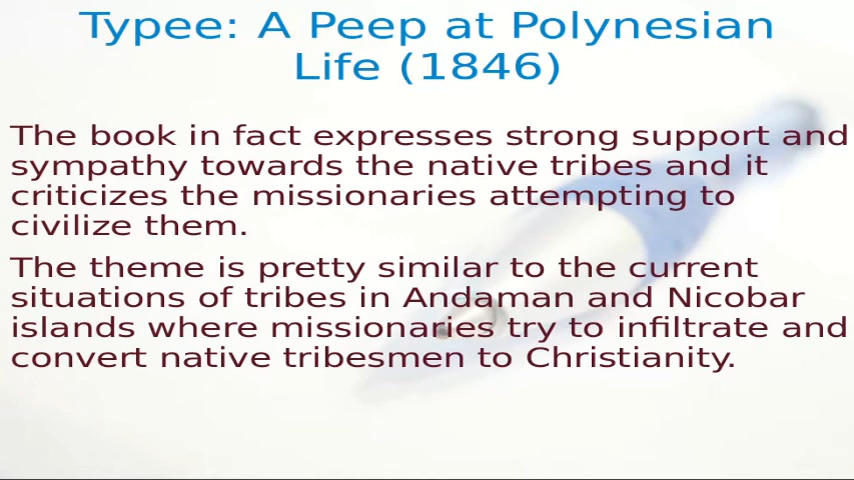 Typee: A Peep at Polynesian
Life (1846)
The book in fact expresses strong support and
sympathy towards the native tribes and it
criticizes the missionaries attempting to
civilize them.
The theme is pretty similar to the current
situations of tribes in Andaman and Nicobar
islands where missionaries try to infiltrate and
convert native tribesmen to Christianity.